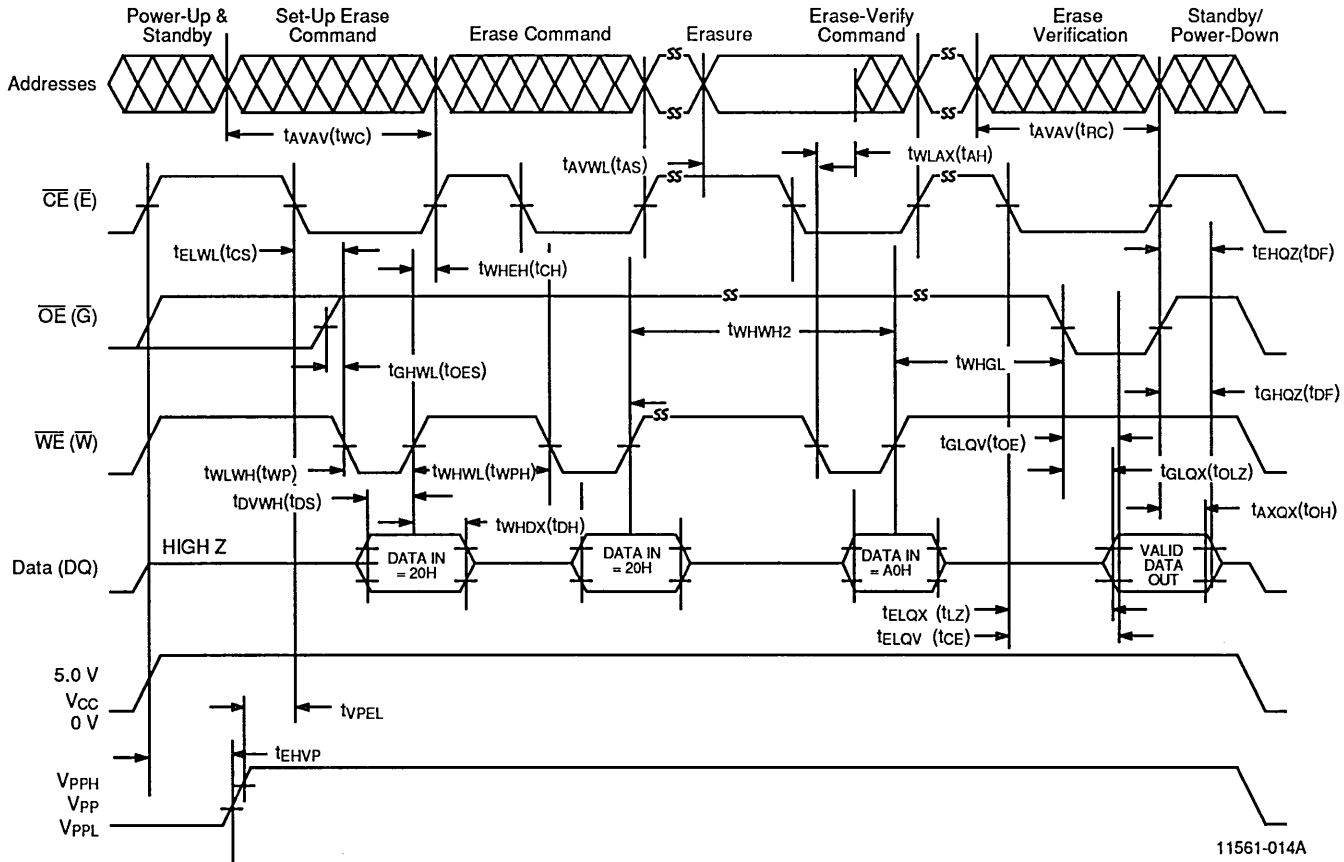 Power-Up &
Standby
Set-Up Erase
Command
Erase Command
Erasure
Erase-Verify
Command
Erase
Verification
Standby/
Power-Down
Addresses
tAVAV(tWC)
tAVWL(tAS)
tWLAX(tAH)
tAVAV(tRC)
CE (E)
tELWL(tCS)
tWHEH(tCH)
tEHQZ(tDF)
OE (G)
tWHWH2
tGHWL(tOES)
tWHGL
tGHQZ(tDF)
WE (W)
tGLQV(tOE)
tWLWH(tWP)
tWHWL(tWPH)
tGLQX(tOLZ)
tDVWH(tDS)
tWHDX(tDH)
tAXQX(tOH)
Data (DQ)
HIGH Z
DATA IN
= 20H
DATA IN
= 20H
DATA IN
= A0H
VALID
DATA
OUT
tELQX (tLZ)
tELQV (tCE)
5.0 V
VCC
0 V
tVPEL
tEHVP
VPPH
VPP
VPPL
11561-014A